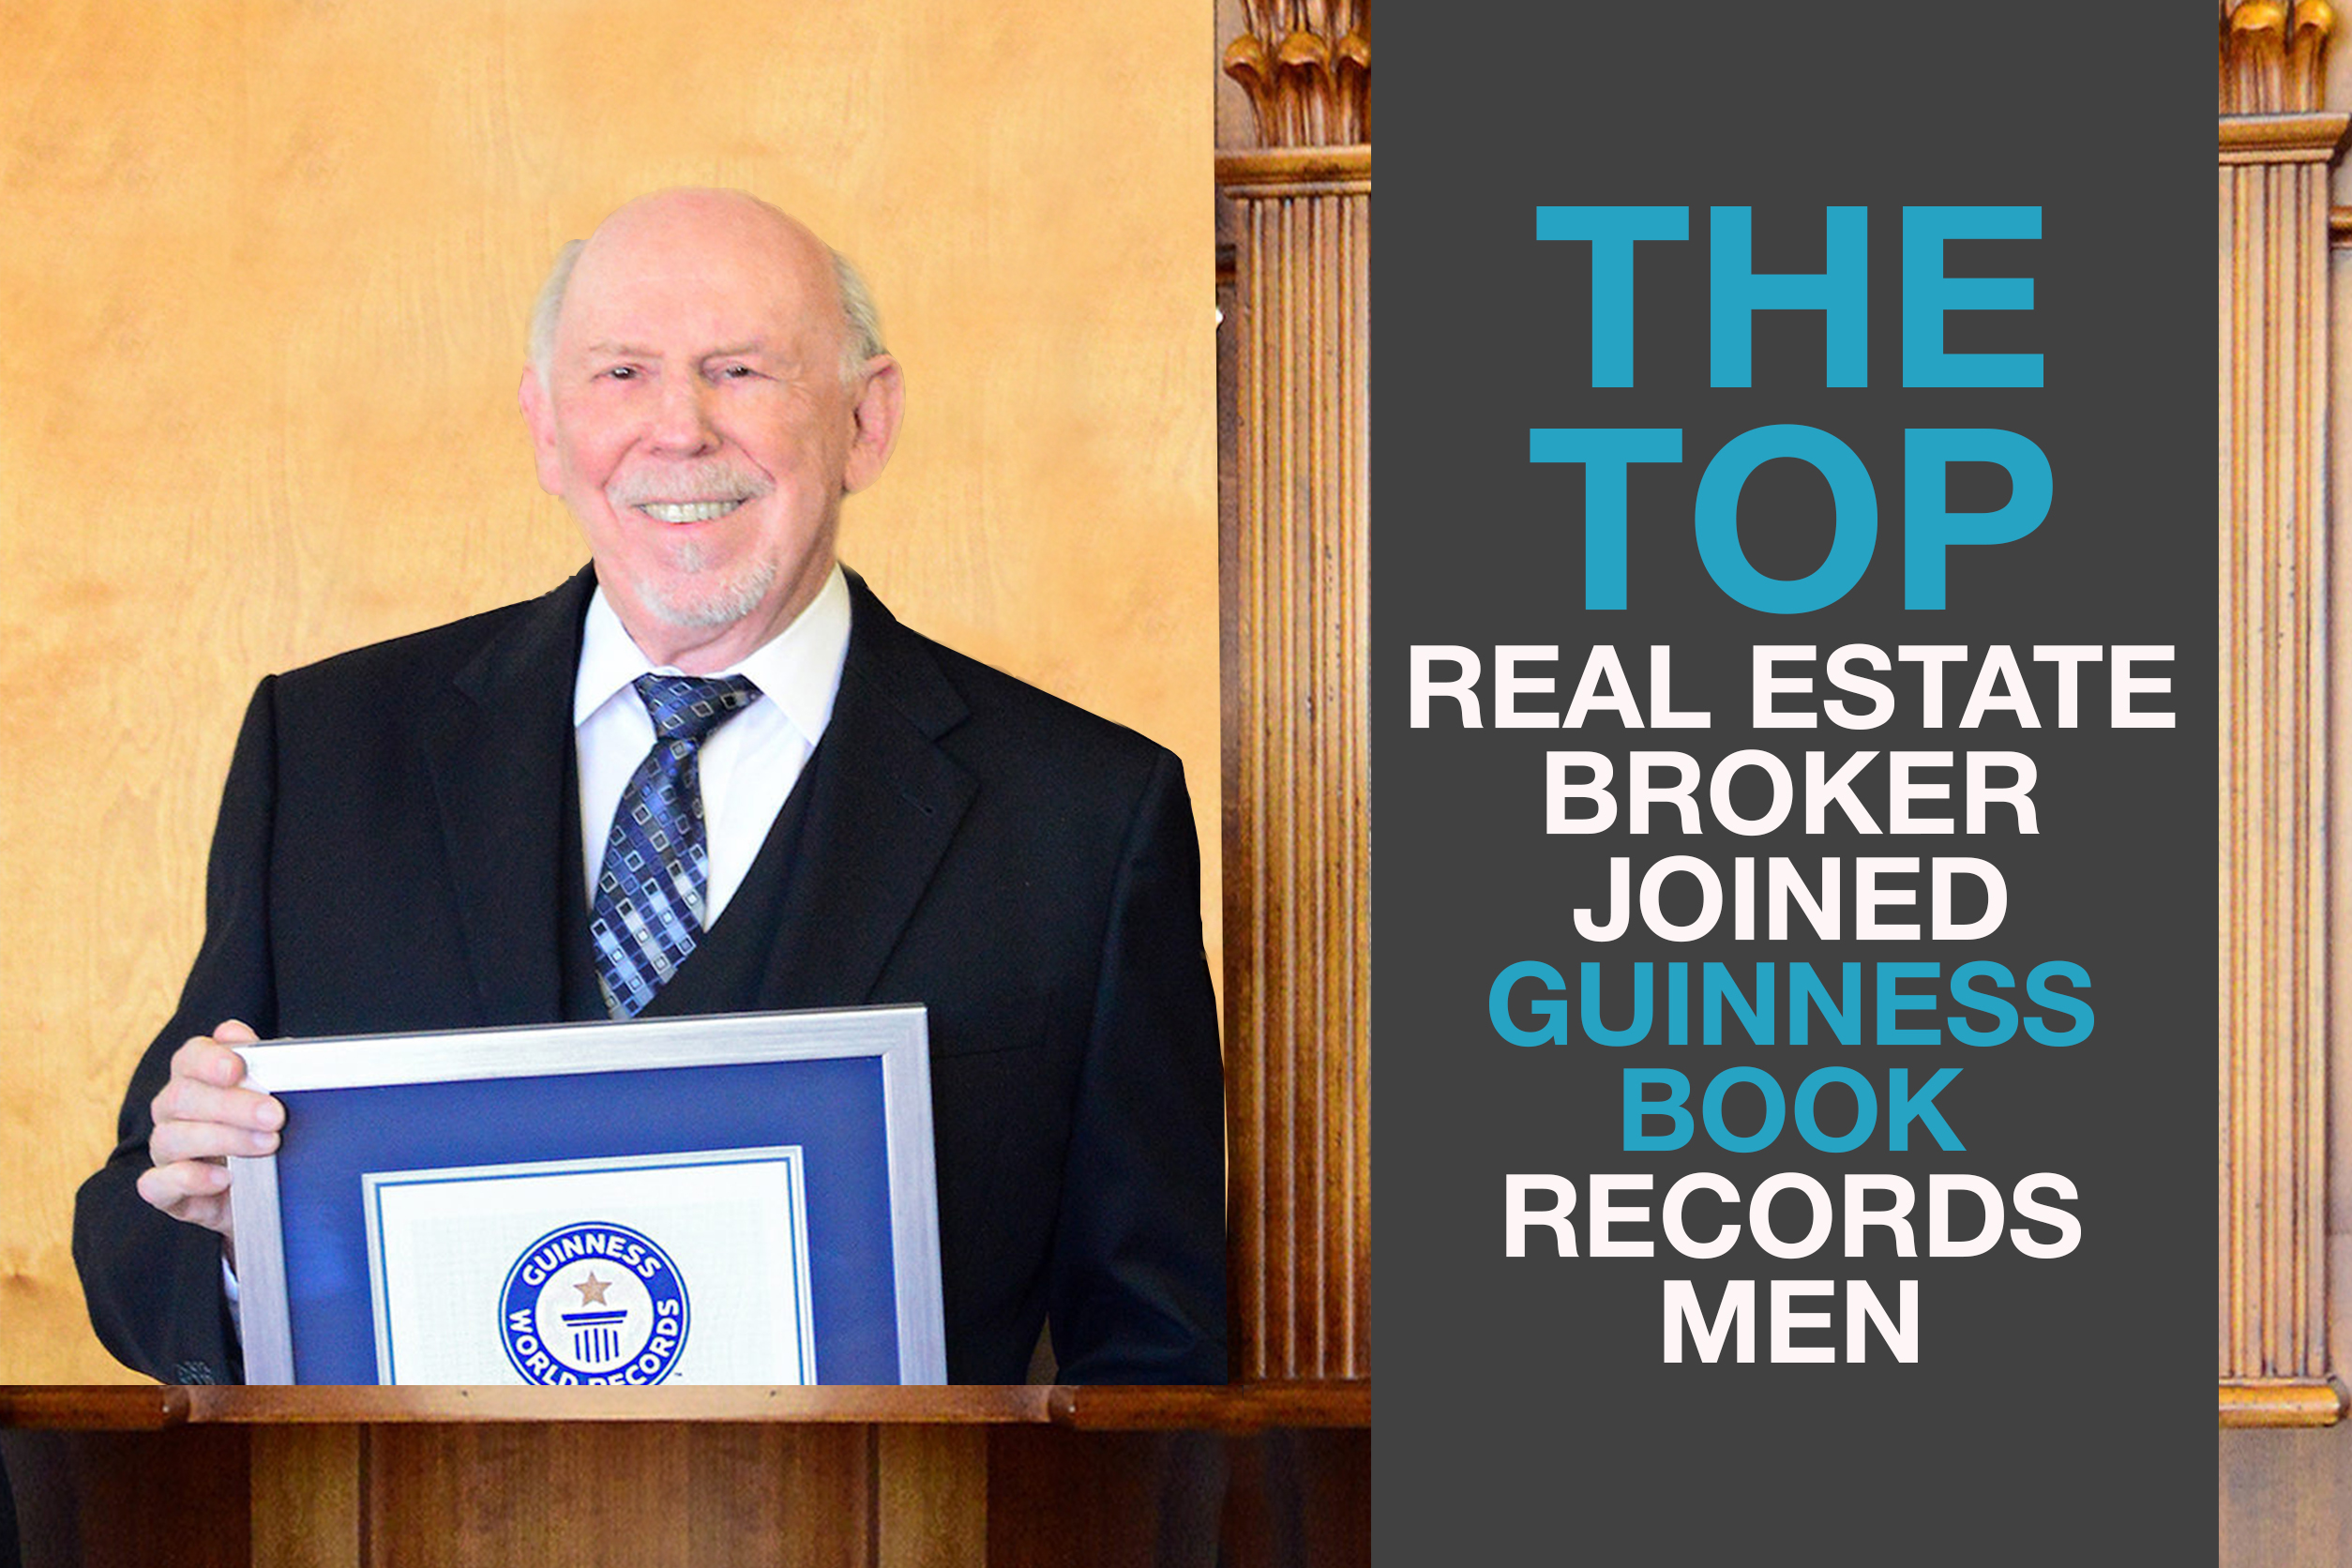 THE
TOP
REAL ESTATE
BROKER
JOINED
GUINNESS
BOOK
RECORDS
MEN
GUINNESS
WORLD RECORDS